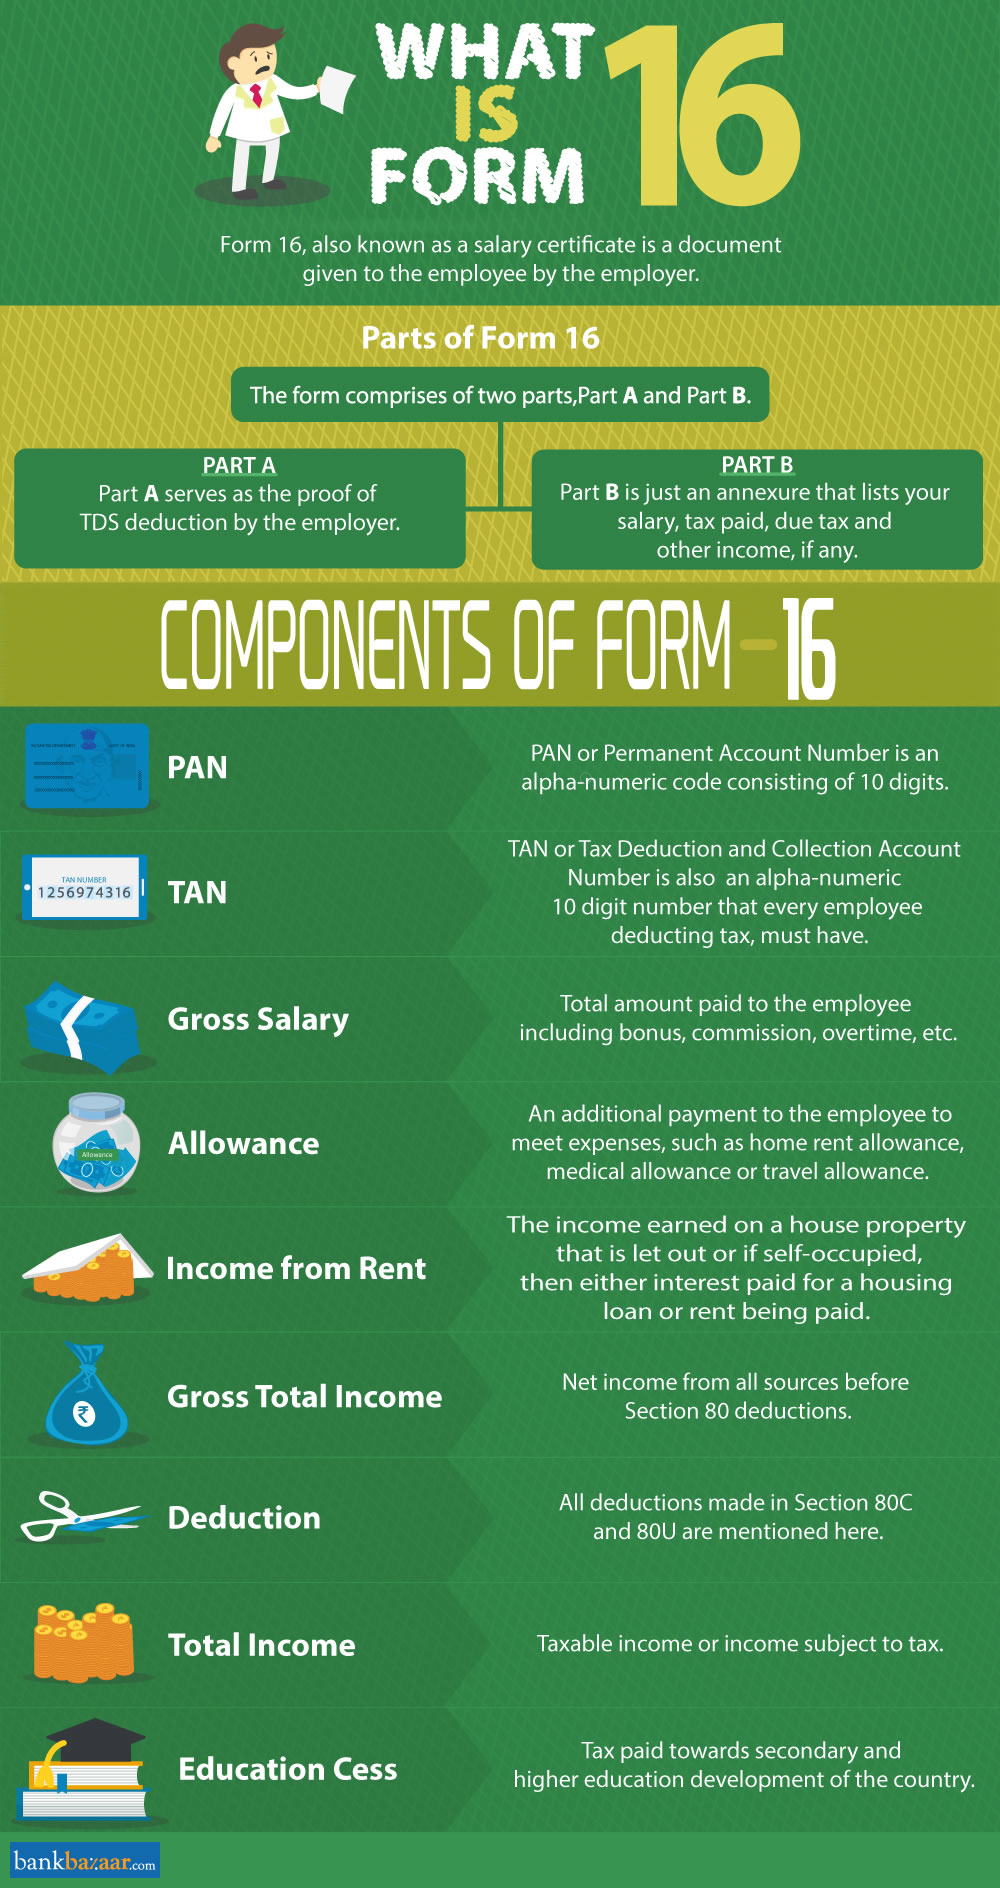 WHAT
IS
FORM
16
Form 16, also known as a salary certificate is a document
given to the employee by the employer.
Parts of Form 16
The form comprises of two parts,Part A and Part B.
PART A
Part A serves as the proof of
TDS deduction by the employer.
PART B
Part B is just an annexure that lists your
salary, tax paid, due tax and
other income, if any.
COMPONENTS OF FORM - 16
PAN
PAN or Permanent Account Number is an
alpha-numeric code consisting of 10 digits.
TAN NUMBER
1256974316
TAN
TAN or Tax Deduction and Collection Account
Number is also an alpha-numeric
10 digit number that every employee
deducting tax, must have.
Gross Salary
Total amount paid to the employee
including bonus, commission, overtime, etc.
Allowance
Allowance
An additional payment to the employee to
meet expenses, such as home rent allowance,
medical allowance or travel allowance.
Income from Rent
The income earned on a house property
that is let out or if self-occupied,
then either interest paid for a housing
loan or rent being paid.
₹
Gross Total Income
Net income from all sources before
Section 80 deductions.
Deduction
All deductions made in Section 80C
and 80U are mentioned here.
Total Income
Taxable income or income subject to tax.
Education Cess
Tax paid towards secondary and
higher education development of the country.
bankbazaar.com